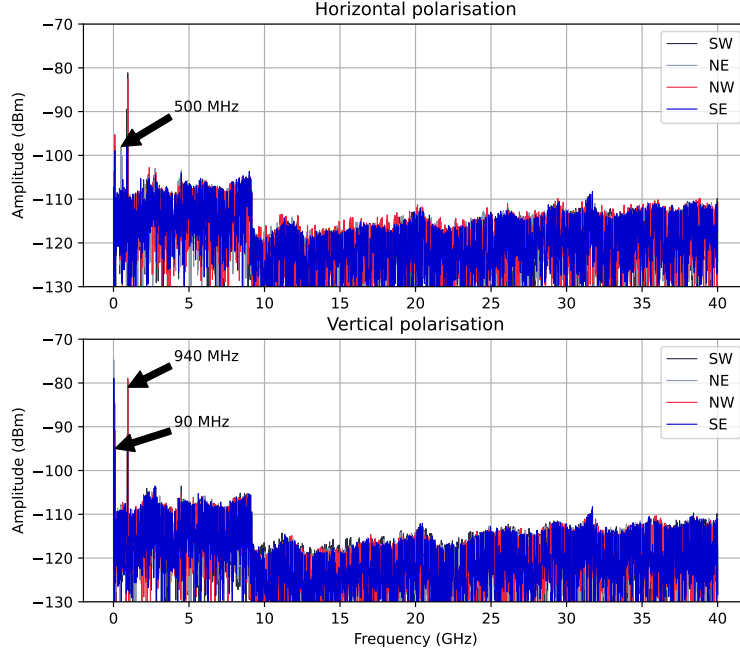 Horizontal polarisation
−70
−80
−90
−100
−110
−120
−130
Amplitude (dBm)
500 MHz
SW
NE
NW
SE
0 5 10 15 20 25 30 35 40
Vertical polarisation
−70
−80
−90
−100
−110
−120
−130
Amplitude (dBm)
940 MHz
90 MHz
SW
NE
NW
SE
0 5 10 15 20 25 30 35 40
Frequency (GHz)